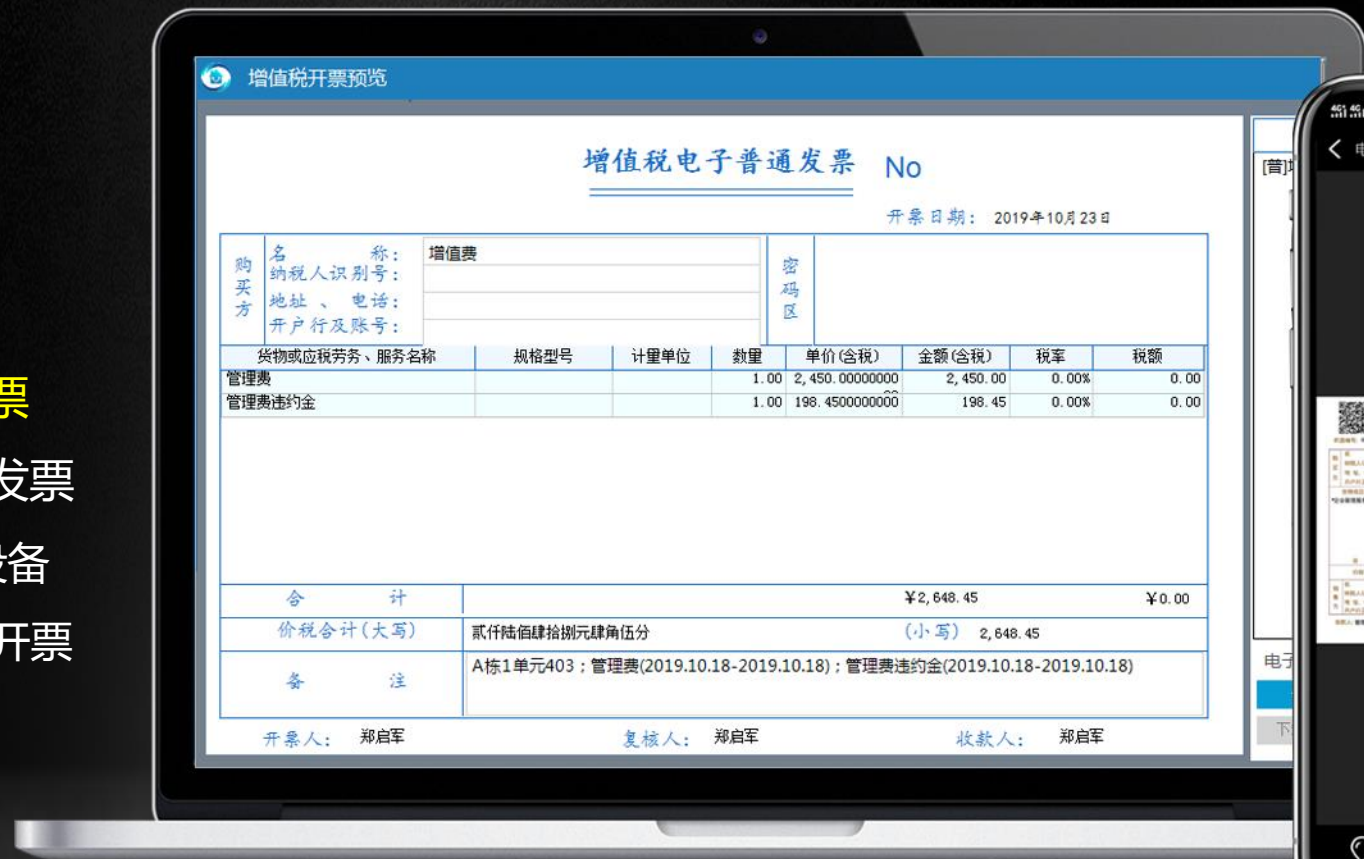 增值税开票预览
增值税电子普通发票 No
开票日期： 2019年10月23日
购买方
名 称： 增值费
纳税人识别号：
地址 、 电话：
开户行及账号：
密码区
货物或应税劳务、服务名称 规格型号 计量单位 数量 单价(含税) 金额(含税) 税率 税额
管理费 1.00 2,450.00000000 2,450.00 0.00% 0.00
管理费违约金 1.00 198.4500000000 198.45 0.00% 0.00
合 计 ￥2,648.45 ￥0.00
价税合计(大写) 贰仟陆佰肆拾捌元肆角伍分 (小写) 2,648.45
备 注 A栋1单元403；管理费(2019.10.18-2019.10.18)；管理费违约金(2019.10.18-2019.10.18)
开票人： 郑启军 复核人： 郑启军 收款人： 郑启军
票
发票
设备
开票
[普]
电子
下